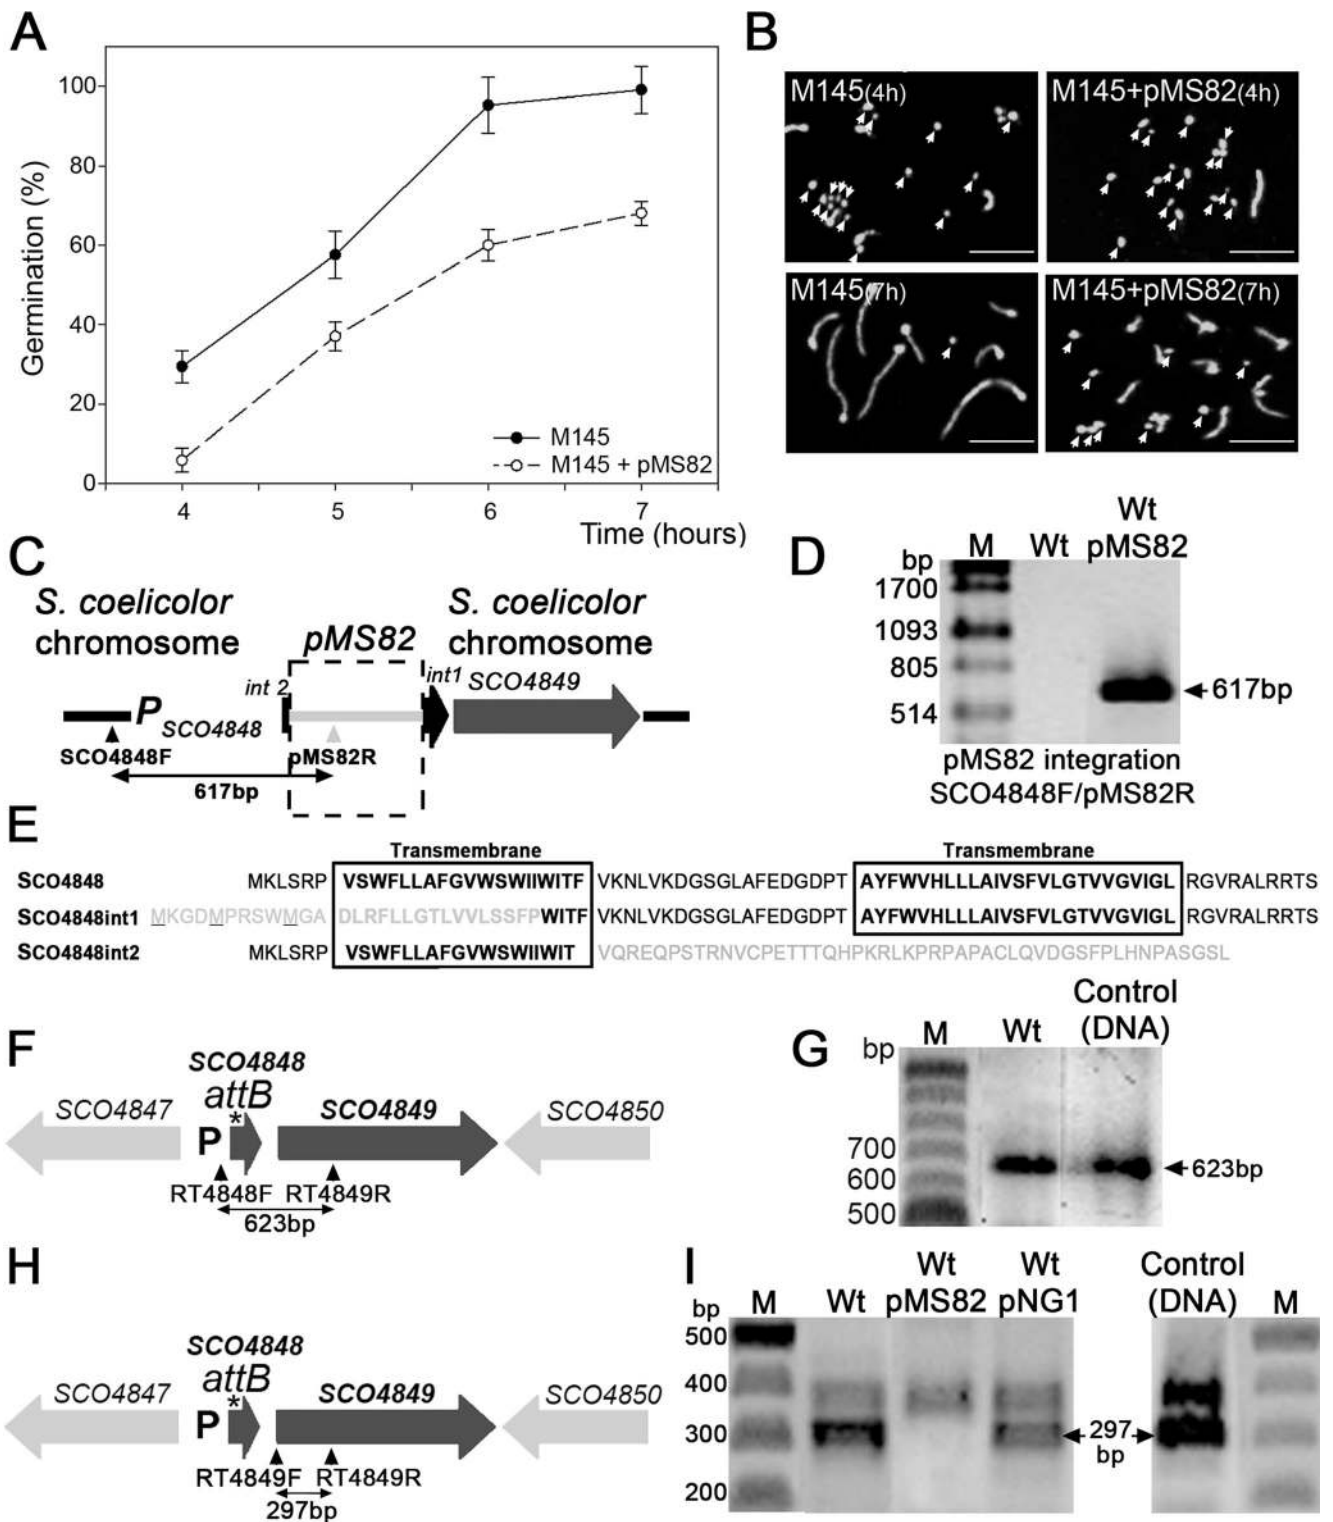 A
100
80
60
40
20
0
Germination (%)
4
5
6
7
Time (hours)
M145
M145 + pMS82
B
M145(4h)
M145+pMS82(4h)
M145(7h)
M145+pMS82(7h)
C
S. coelicolor
chromosome
pMS82
S. coelicolor
chromosome
int 2
int1
SCO4849
P SCO4848
SCO4848F
pMS82R
617bp
D
bp
M
Wt
Wt
pMS82
1700
1093
805
514
617bp
pMS82 integration
SCO4848F/pMS82R
E
Transmembrane
Transmembrane
SCO4848 MKLSRP VSWFLLAFGVWSWIIWITF VKNLVKDGSGLAFEDGDPT AYFWVHLLLAIVSFVLGTVVGVIGL RGVRALRRTS
SCO4848int1 MKGDMPRSWMGA DLRFLLGTLVVLSSFPWITF VKNLVKDGSGLAFEDGDPT AYFWVHLLLAIVSFVLGTVVGVIGL RGVRALRRTS
SCO4848int2 MKLSRP VSWFLLAFGVWSWIIWIT VQREQPSTRNVCPETTTQHPKRLKPRPAPACLQVDGSFPLHNPASGSL
F
SCO4848
attB
*
SCO4847
SCO4849
SCO4850
P
RT4848F
RT4849R
623bp
G
bp
M
Wt
Control
(DNA)
700
600
500
623bp
H
SCO4848
attB
*
SCO4847
SCO4849
SCO4850
P
RT4849F
RT4849R
297bp
I
bp
M
Wt
Wt
pMS82
Wt
pNG1
Control
(DNA)
M
500
400
300
200
297
bp